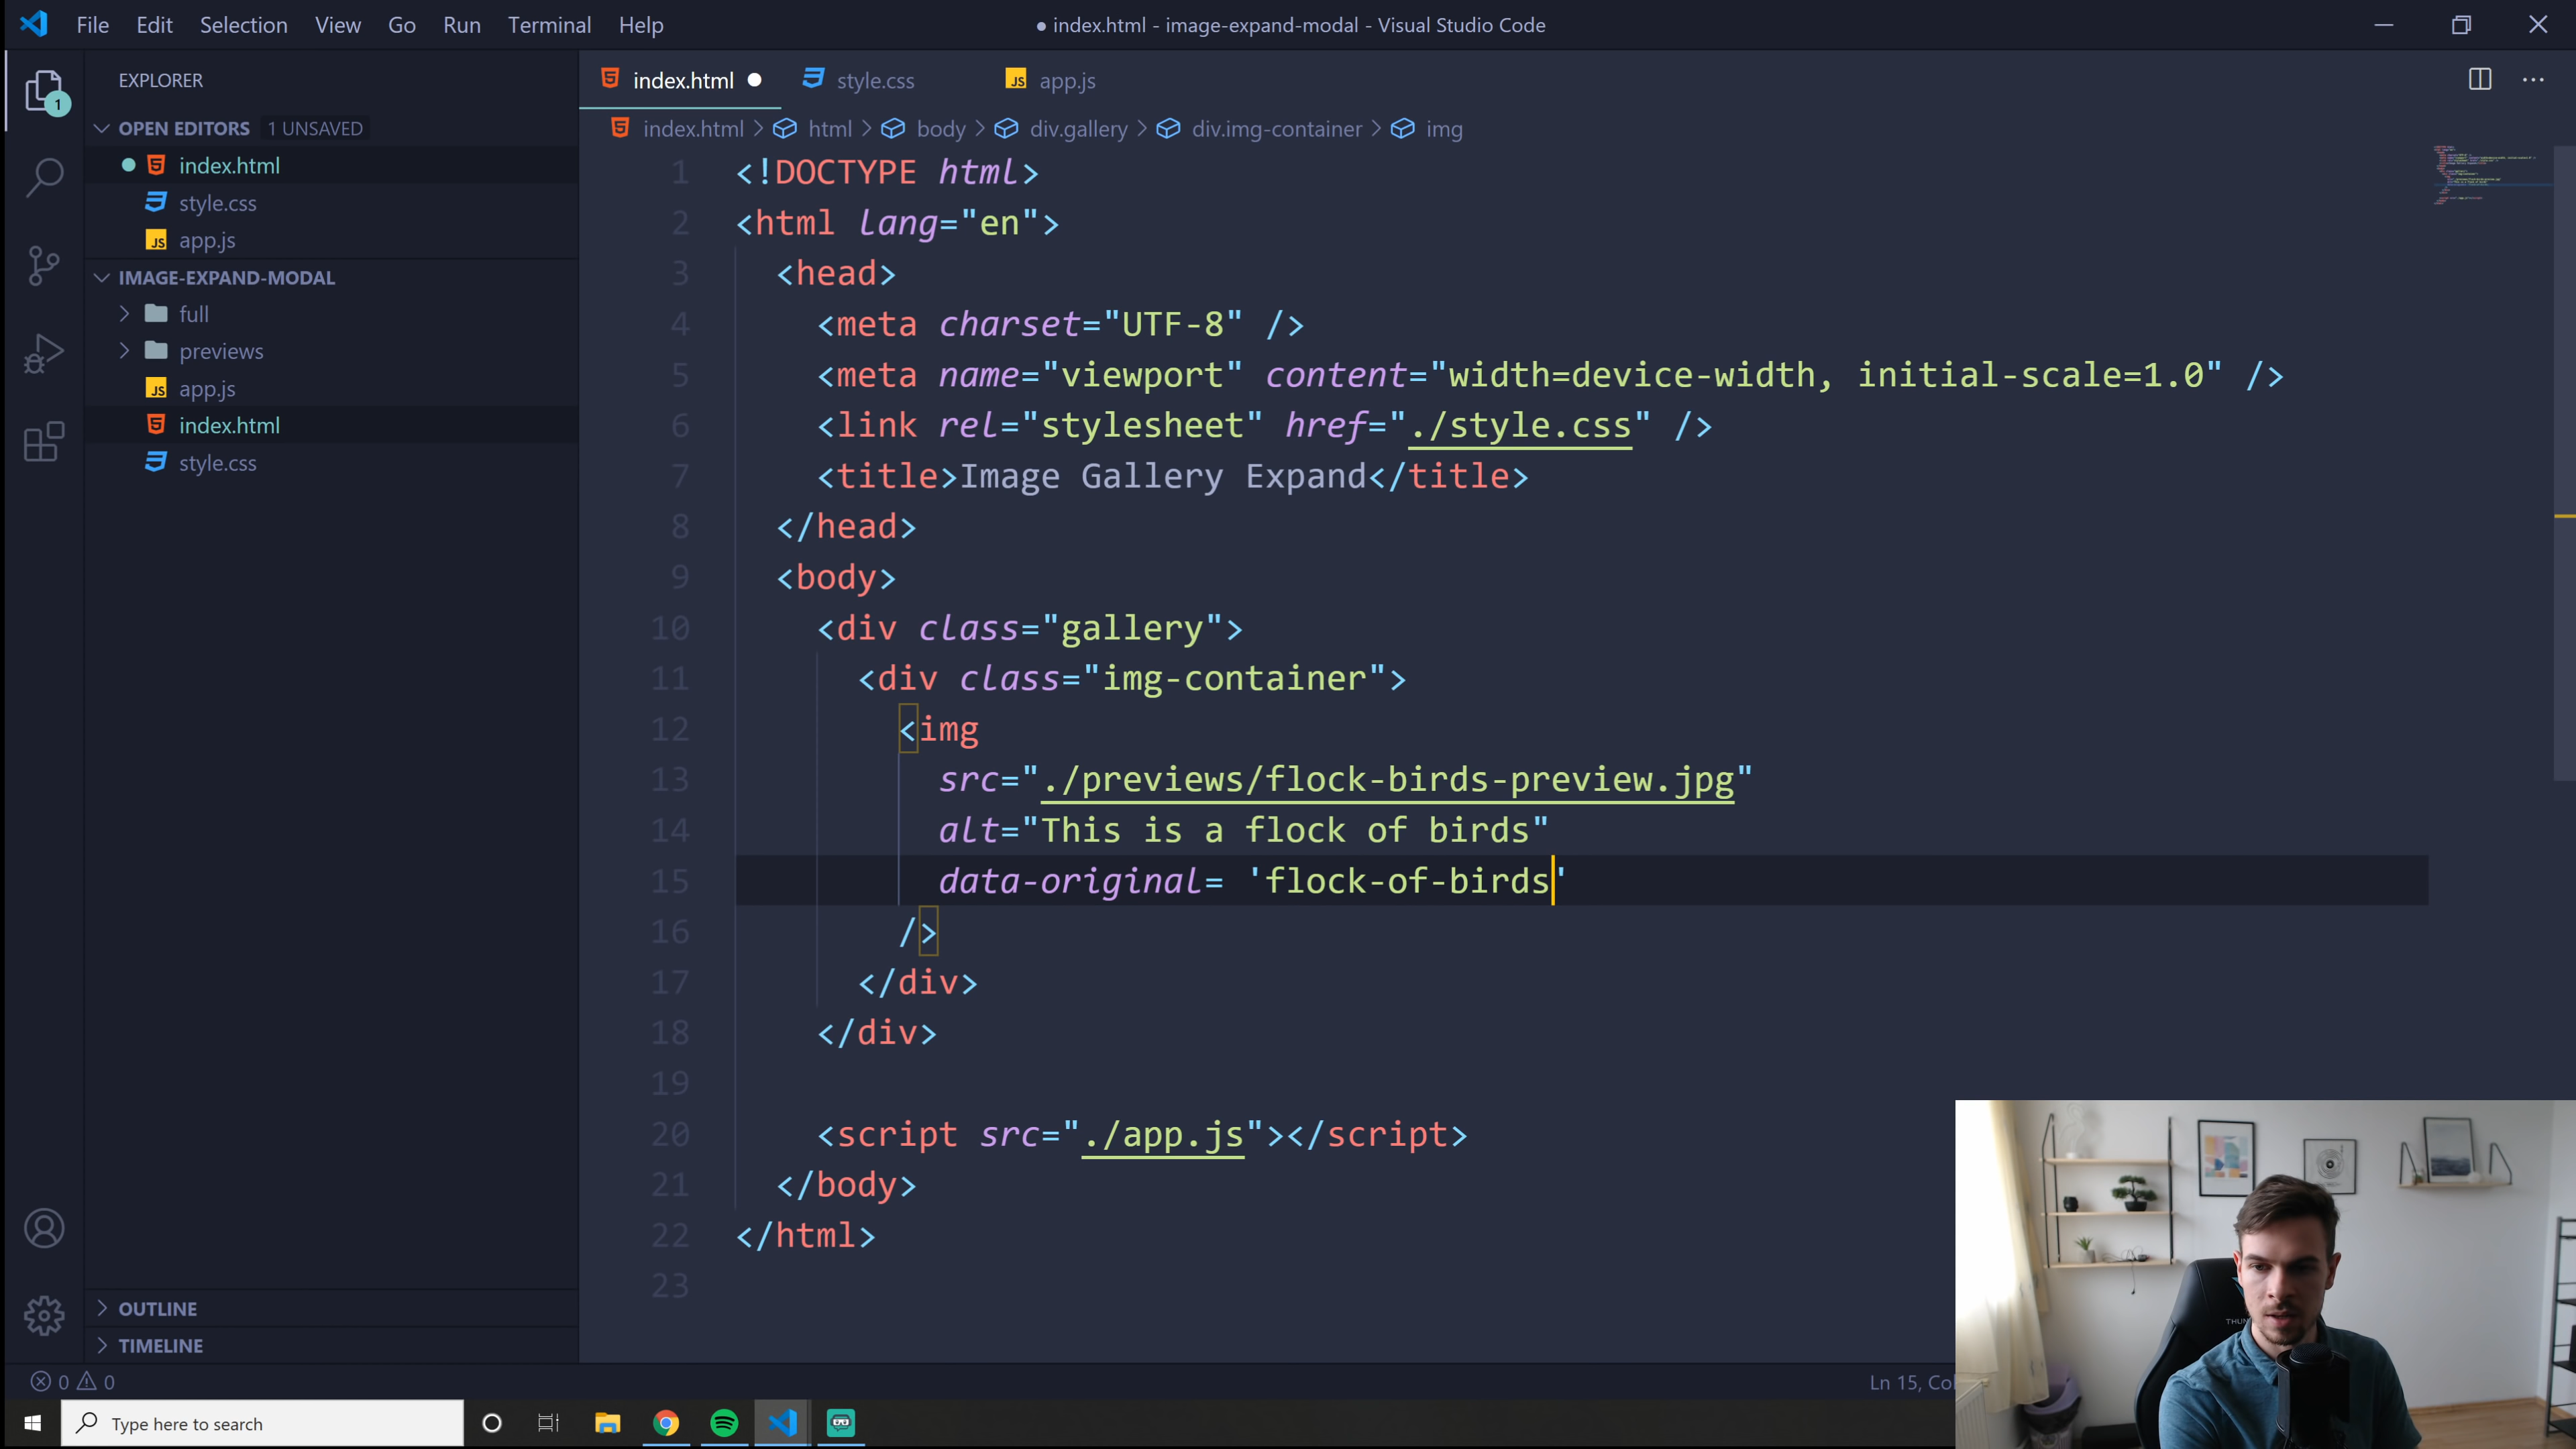 File Edit Selection View Go Run Terminal Help
● index.html - image-expand-modal - Visual Studio Code
EXPLORER
OPEN EDITORS 1 UNSAVED
index.html
style.css
app.js
IMAGE-EXPAND-MODAL
full
previews
app.js
index.html
style.css
OUTLINE
TIMELINE
1
index.html style.css JS app.js
index.html > html > body > div.gallery > div.img-container > img
1 <!DOCTYPE html>
2 <html lang="en">
3 <head>
4 <meta charset="UTF-8" />
5 <meta name="viewport" content="width=device-width, initial-scale=1.0" />
6 <link rel="stylesheet" href="./style.css" />
7 <title>Image Gallery Expand</title>
8 </head>
9 <body>
10 <div class="gallery">
11 <div class="img-container">
12 <img
13 src="./previews/flock-birds-preview.jpg"
14 alt="This is a flock of birds"
15 data-original= 'flock-of-birds'
16 />
17 </div>
18 </div>
19
20 <script src="./app.js"></script>
21 </body>
22 </html>
23
0 0
Ln 15, Co
Type here to search
THUN